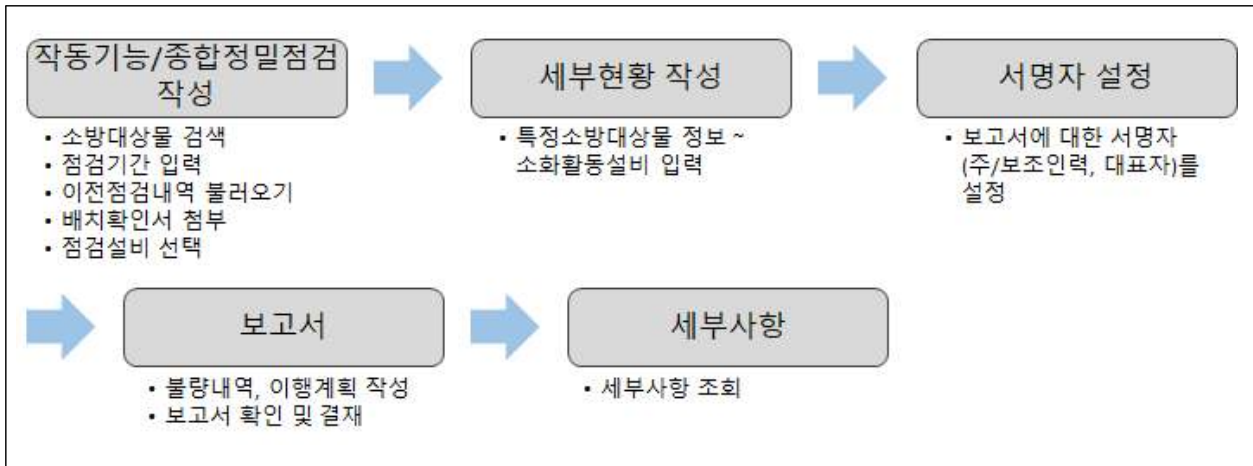 작동기능/종합정밀점검
작성
• 소방대상물 검색
• 점검기간 입력
• 이전점검내역 불러오기
• 배치확인서 첨부
• 점검설비 선택
세부현황 작성
• 특정소방대상물 정보 ~
소화활동설비 입력
서명자 설정
• 보고서에 대한 서명자
(주/보조인력, 대표자)를
설정
보고서
• 불량내역, 이행계획 작성
• 보고서 확인 및 결재
세부사항
• 세부사항 조회